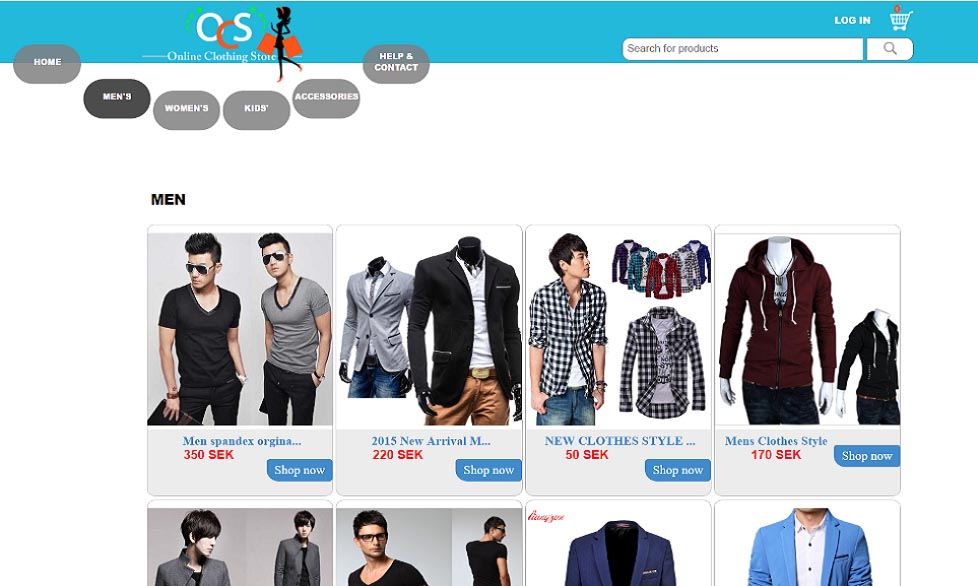 OCS
Online Clothing Store
LOG IN
0
Search for products
HOME
MEN'S
WOMEN'S
KIDS'
ACCESSORIES
HELP &
CONTACT
MEN
Men spandex orgina...
350 SEK
Shop now
2015 New Arrival M...
220 SEK
Shop now
NEW CLOTHES STYLE ...
50 SEK
Shop now
Mens Clothes Style
170 SEK
Shop now